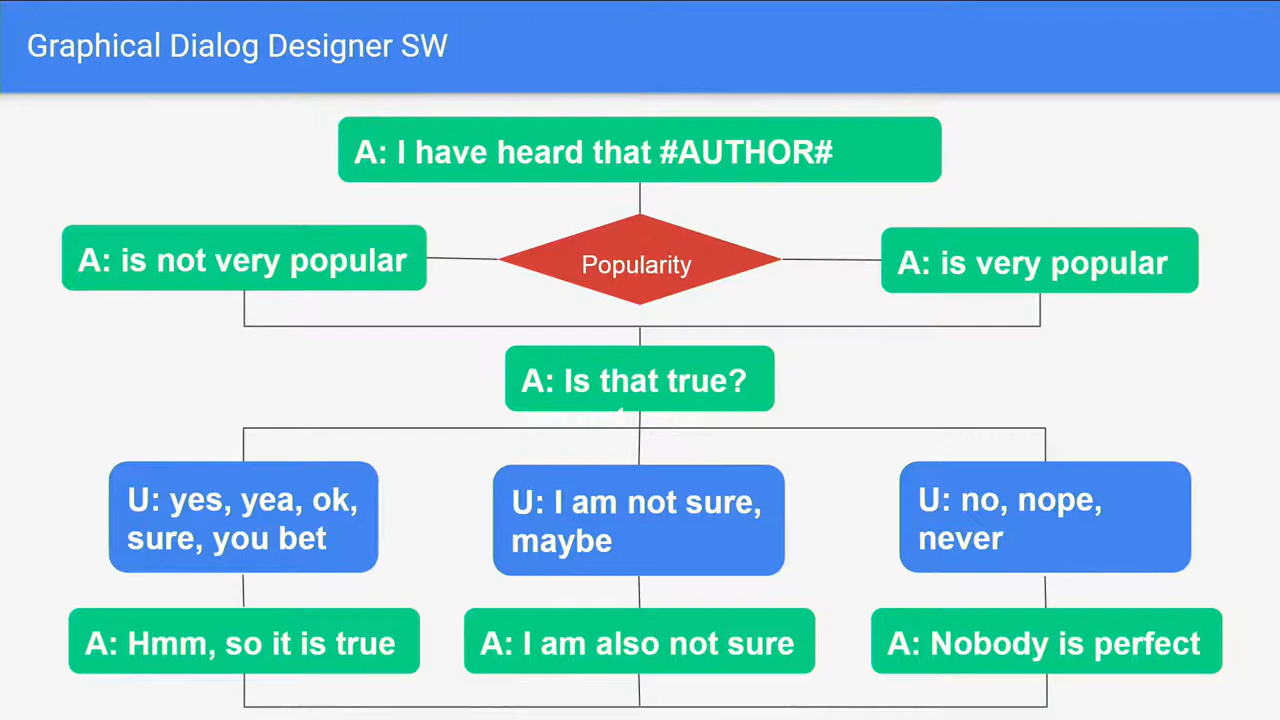 Graphical Dialog Designer SW
A: I have heard that #AUTHOR#
A: is not very popular
Popularity
A: is very popular
A: Is that true?
U: yes, yea, ok,
sure, you bet
U: I am not sure,
maybe
U: no, nope,
never
A: Hmm, so it is true
A: I am also not sure
A: Nobody is perfect